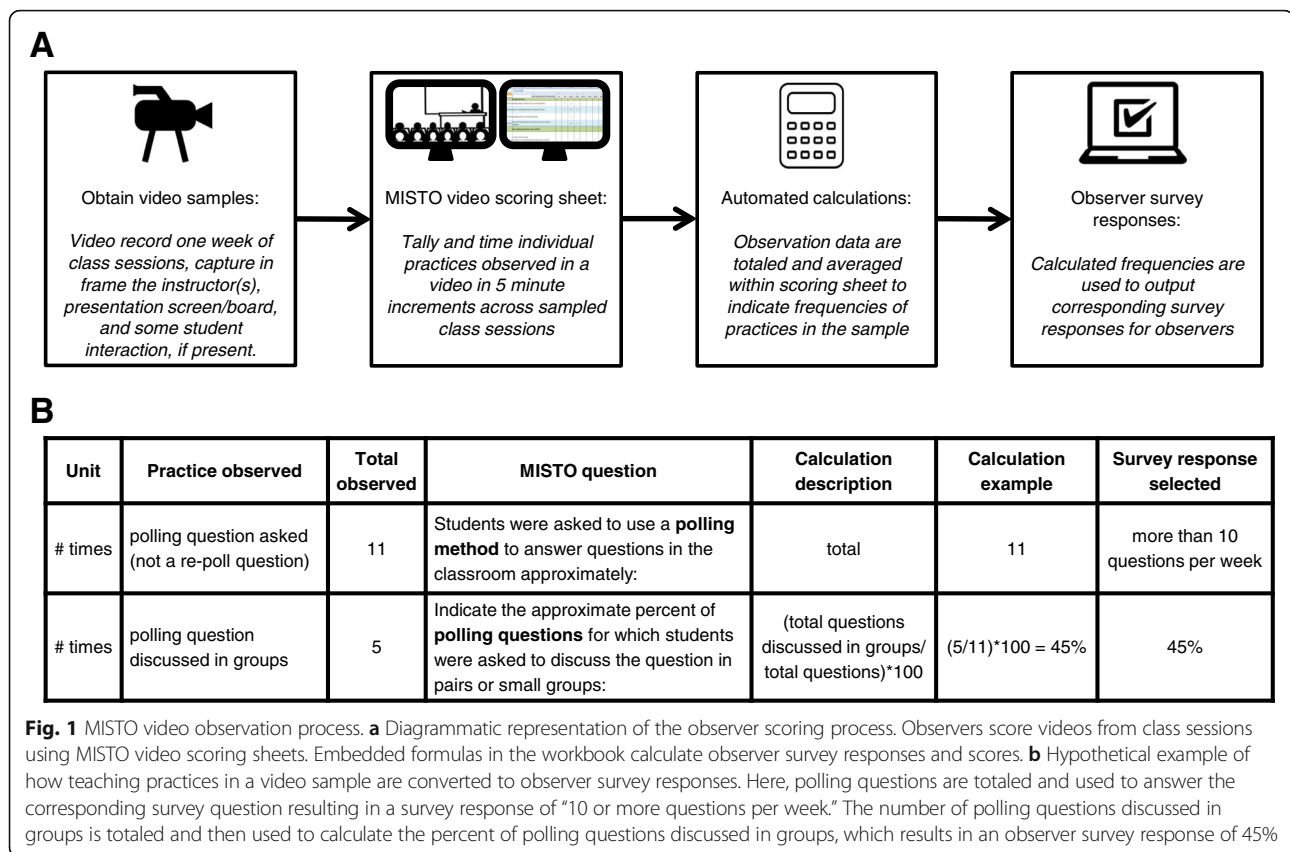 A
Obtain video samples:
Video record one week of
class sessions, capture in
frame the instructor(s),
presentation screen/board,
and some student
interaction, if present.
MISTO video scoring sheet:
Tally and time individual
practices observed in a
video in 5 minute
increments across sampled
class sessions
Automated calculations:
Observation data are
totaled and averaged
within scoring sheet to
indicate frequencies of
practices in the sample
Observer survey
responses:
Calculated frequencies are
used to output
corresponding survey
responses for observers
B
Unit
Practice observed
Total
observed
MISTO question
Calculation
description
Calculation
example
Survey response
selected
# times
polling question asked
(not a re-poll question)
11
Students were asked to use a polling
method to answer questions in the
classroom approximately:
total
11
more than 10
questions per week
# times
polling question
discussed in groups
5
Indicate the approximate percent of
polling questions for which students
were asked to discuss the question in
pairs or small groups:
(total questions
discussed in groups/
total questions)*100
(5/11)*100 = 45%
45%
Fig. 1 MISTO video observation process. a Diagrammatic representation of the observer scoring process. Observers score videos from class sessions
using MISTO video scoring sheets. Embedded formulas in the workbook calculate observer survey responses and scores. b Hypothetical example of
how teaching practices in a video sample are converted to observer survey responses. Here, polling questions are totaled and used to answer the
corresponding survey question resulting in a survey response of "10 or more questions per week." The number of polling questions discussed in
groups is totaled and then used to calculate the percent of polling questions discussed in groups, which results in an observer survey response of 45%